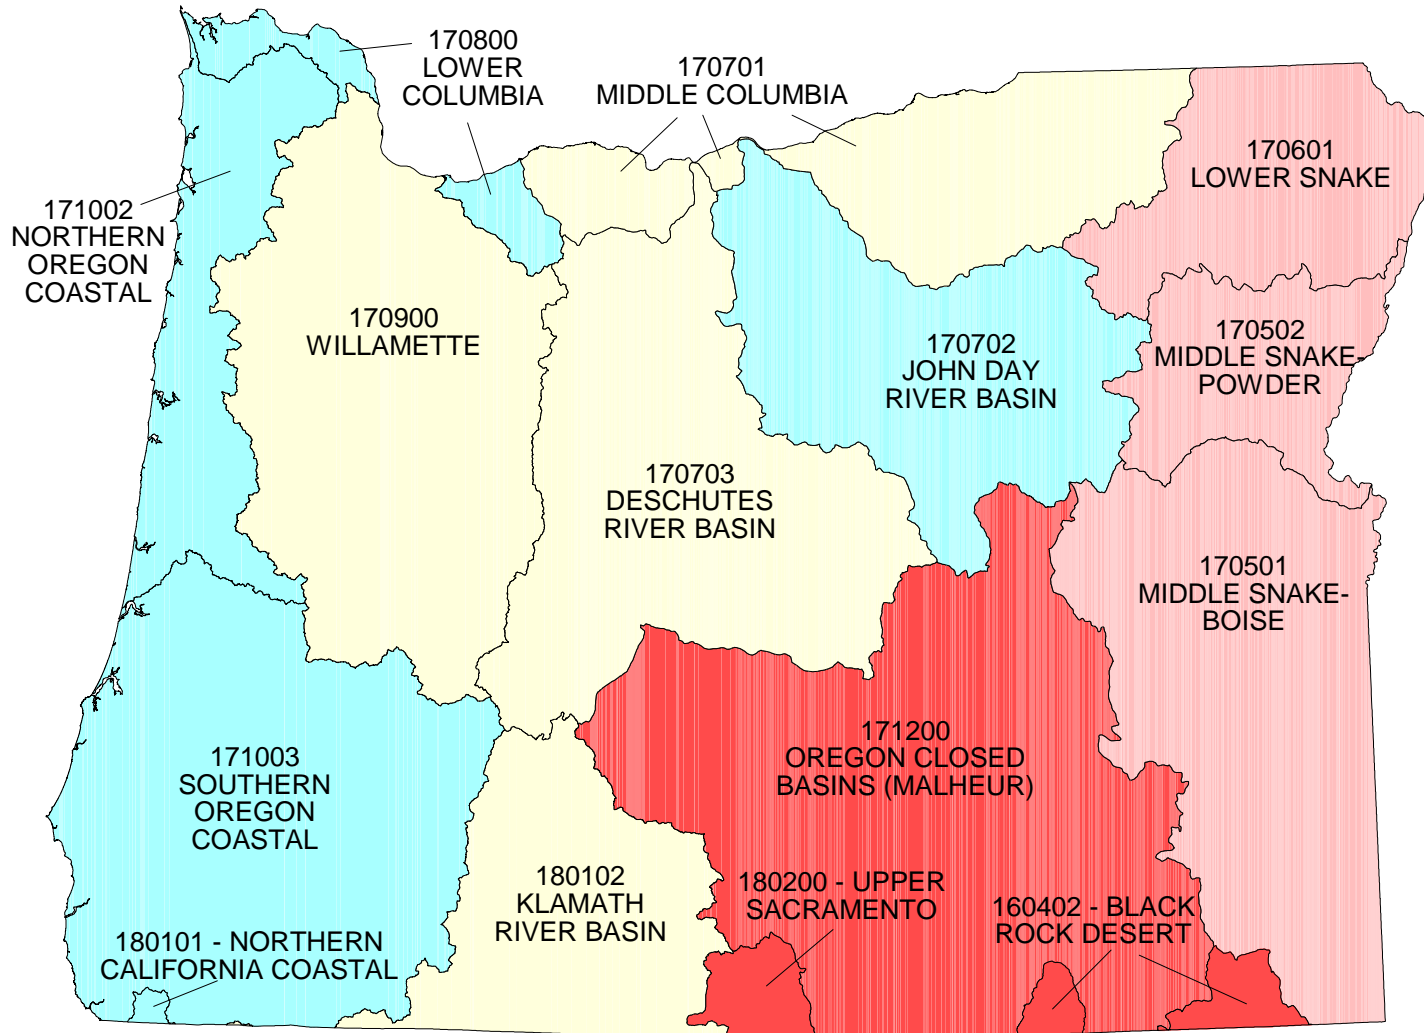 170800
LOWER
COLUMBIA
170701
MIDDLE COLUMBIA
170601
LOWER SNAKE
171002
NORTHERN
OREGON
COASTAL
170900
WILLAMETTE
170702
JOHN DAY
RIVER BASIN
170502
MIDDLE SNAKE-
POWDER
170703
DESCHUTES
RIVER BASIN
170501
MIDDLE SNAKE-
BOISE
171003
SOUTHERN
OREGON
COASTAL
171200
OREGON CLOSED
BASINS (MALHEUR)
180102
KLAMATH
RIVER BASIN
180200 - UPPER
SACRAMENTO
160402 - BLACK
ROCK DESERT
180101 - NORTHERN
CALIFORNIA COASTAL